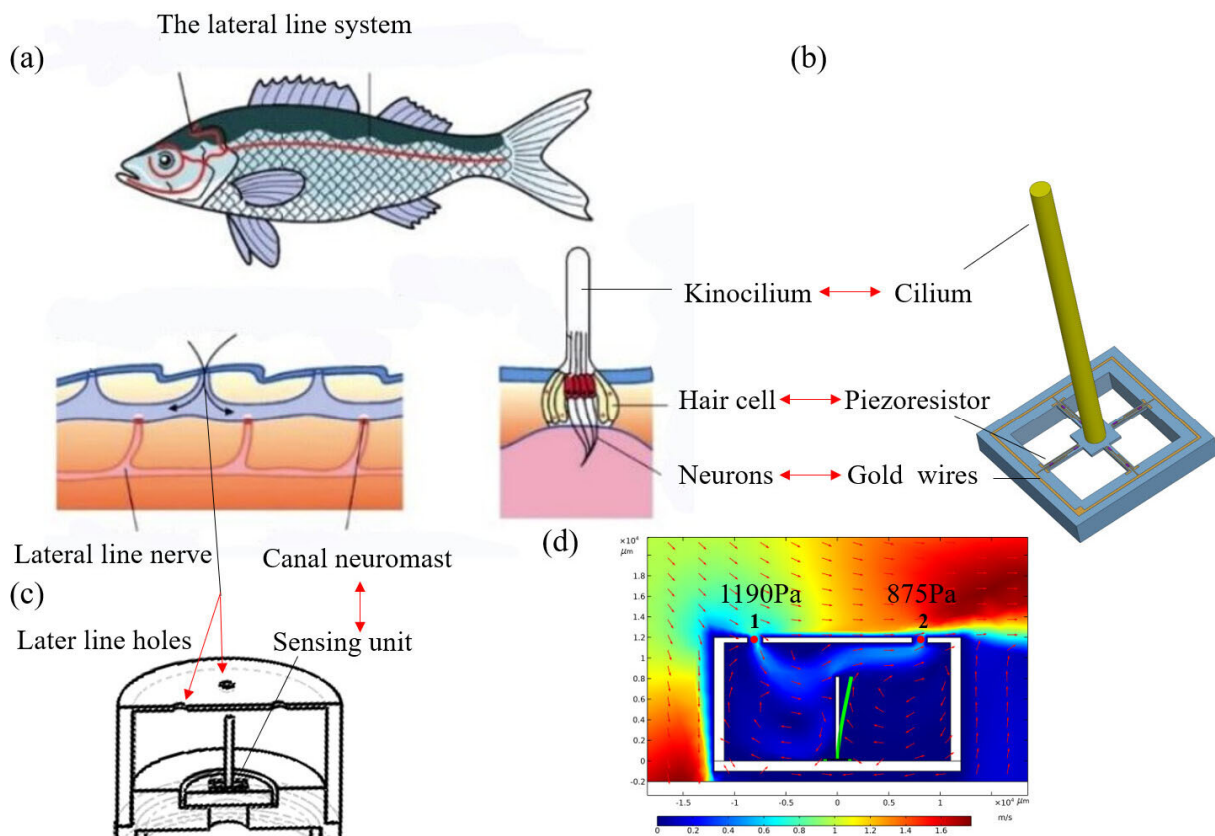 The lateral line system
(a)
(b)
Kinocilium
Cilium
Hair cell
Piezoresistor
Neurons
Gold wires
Lateral line nerve
Canal neuromast
(c)
Later line holes
Sensing unit
(d)
×10⁴
μm
1.6
1.4
1.2
1
0.8
0.6
0.4
0.2
0
-0.2
1190Pa
875Pa
1
2
-1.5
-1
-0.5
0
0.5
1
×10⁴ μm
0
0.2
0.4
0.6
0.8
1
1.2
1.4
1.6
m/s